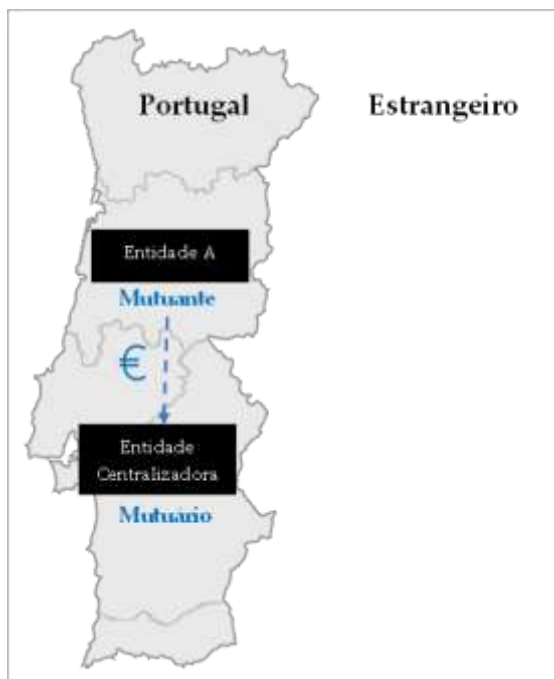 Portugal
Estrangeiro
Entidade A
Mutuante
€
Entidade
Centralizadora
Mutuário